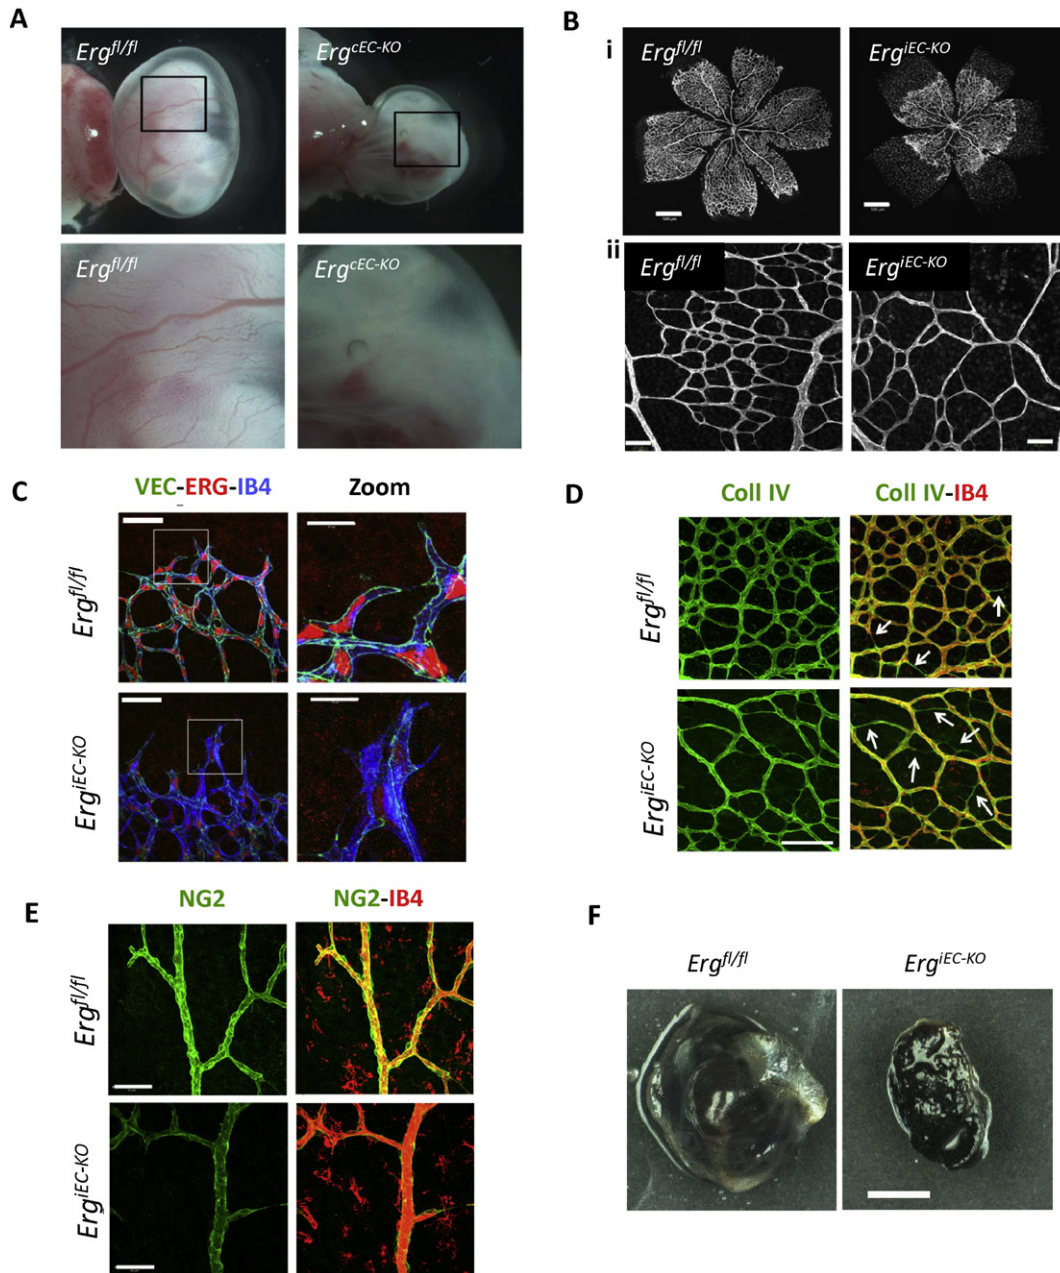 A
Erg^fl/fl
Erg^cEC-KO
Erg^fl/fl
Erg^cEC-KO
B
i
Erg^fl/fl
Erg^iEC-KO
ii
Erg^fl/fl
Erg^iEC-KO
C
VEC-ERG-IB4
Zoom
Erg^fl/fl
Erg^iEC-KO
D
Coll IV
Coll IV-IB4
Erg^fl/fl
Erg^iEC-KO
E
NG2
NG2-IB4
Erg^fl/fl
Erg^iEC-KO
F
Erg^fl/fl
Erg^iEC-KO